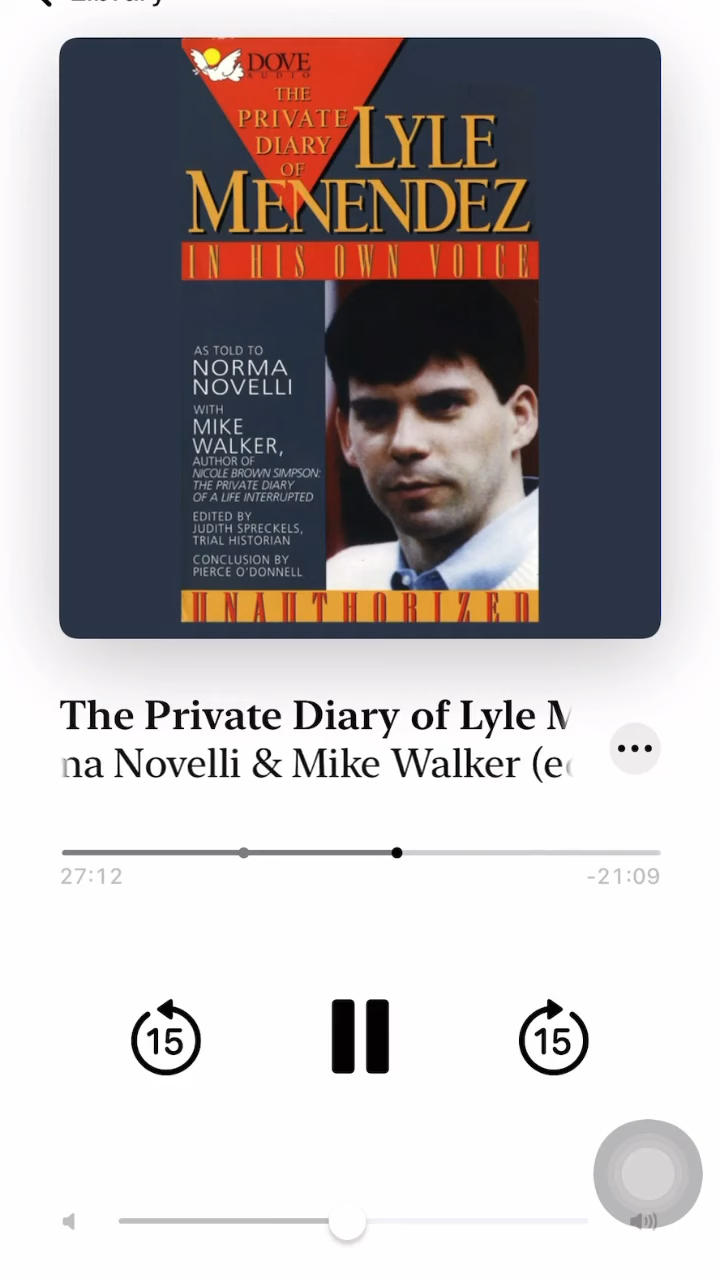 DOVE
AUDIO
THE
PRIVATE
DIARY
OF
LYLE
MENENDEZ
IN HIS OWN VOICE
AS TOLD TO
NORMA
NOVELLI
WITH
MIKE
WALKER,
AUTHOR OF
NICOLE BROWN SIMPSON:
THE PRIVATE DIARY
OF A LIFE INTERRUPTED
EDITED BY
JUDITH SPRECKELS,
TRIAL HISTORIAN
CONCLUSION BY
PIERCE O'DONNELL
UNAUTHORIZED
The Private Diary of Lyle M
na Novelli & Mike Walker (e
27:12
-21:09
15
15